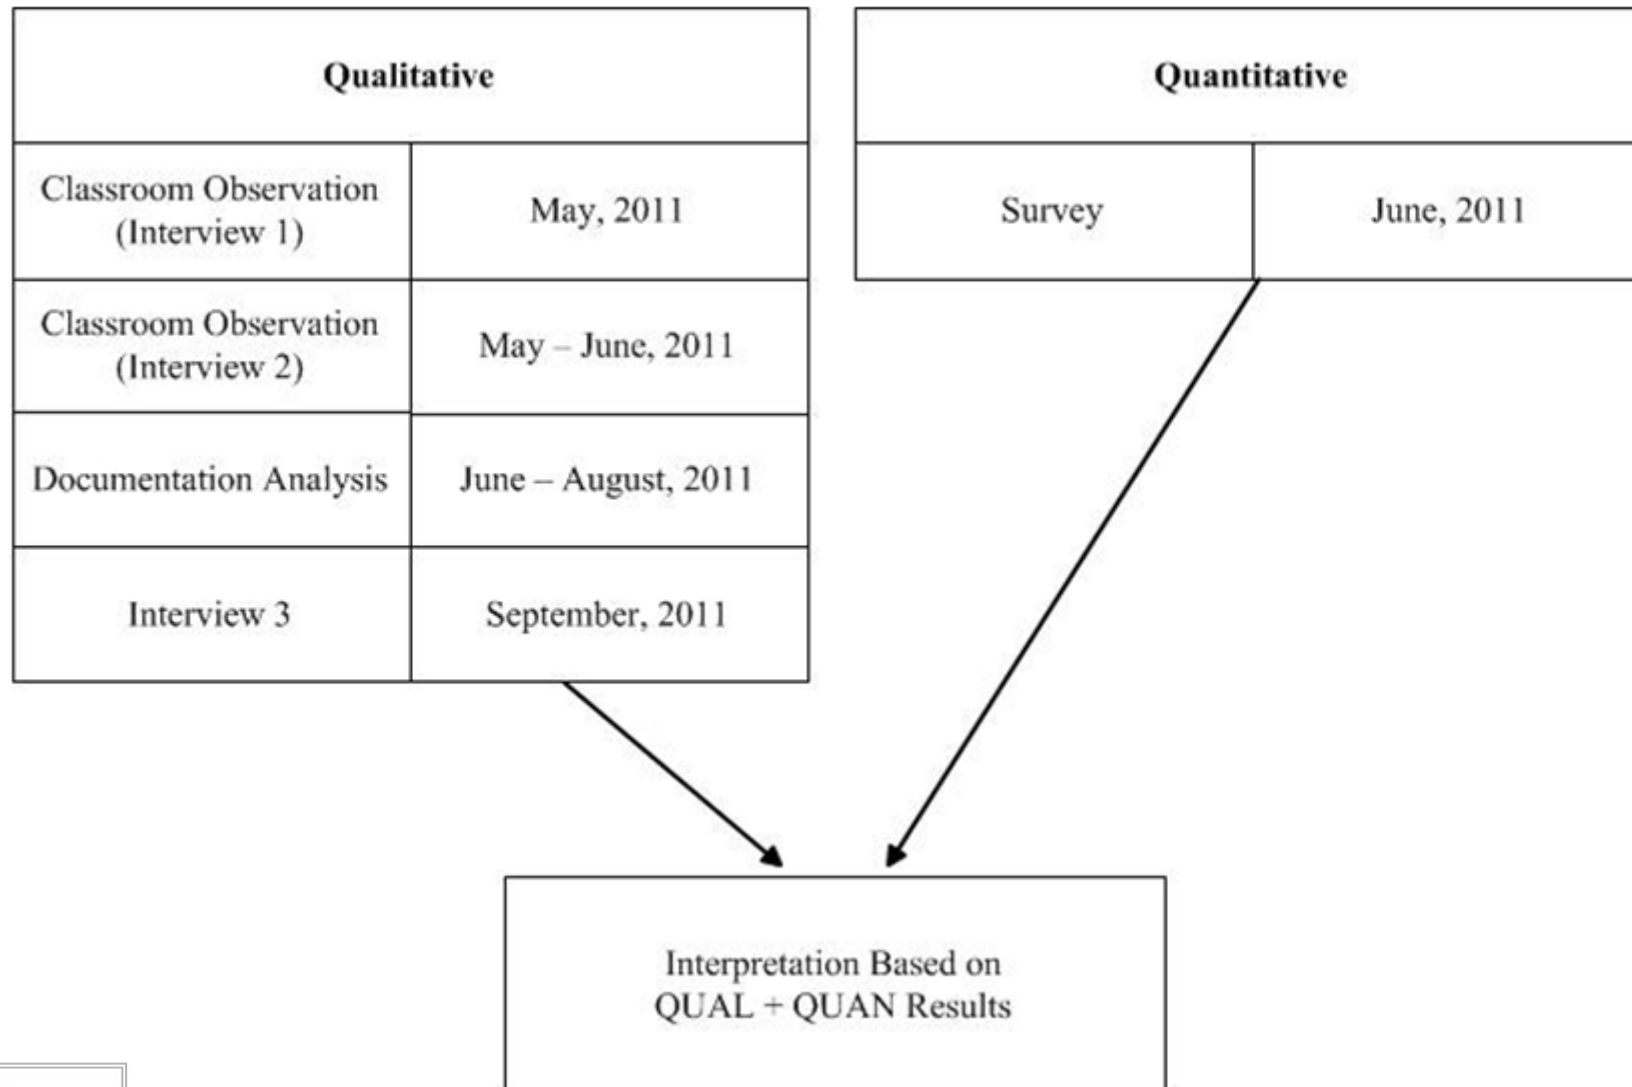 Qualitative
Classroom Observation
(Interview 1)
May, 2011
Classroom Observation
(Interview 2)
May – June, 2011
Documentation Analysis
June – August, 2011
Interview 3
September, 2011
Quantitative
Survey
June, 2011
Interpretation Based on
QUAL + QUAN Results